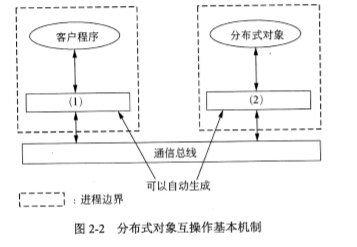 客户程序
分布式对象
(1)
(2)
通信总线
可以自动生成
：进程边界
图 2-2 分布式对象互操作基本机制